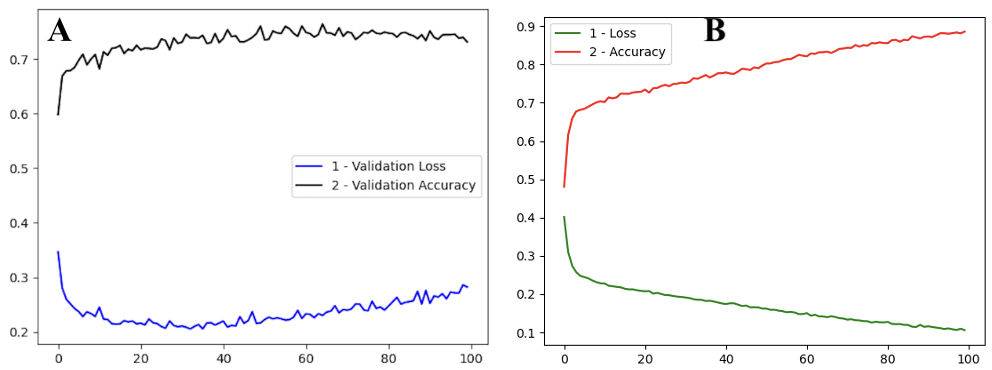 A
0.7
0.6
0.5
0.4
0.3
0.2
1 - Validation Loss
2 - Validation Accuracy
0 20 40 60 80 100
B
0.9
0.8
0.7
0.6
0.5
0.4
0.3
0.2
0.1
1 - Loss
2 - Accuracy
0 20 40 60 80 100